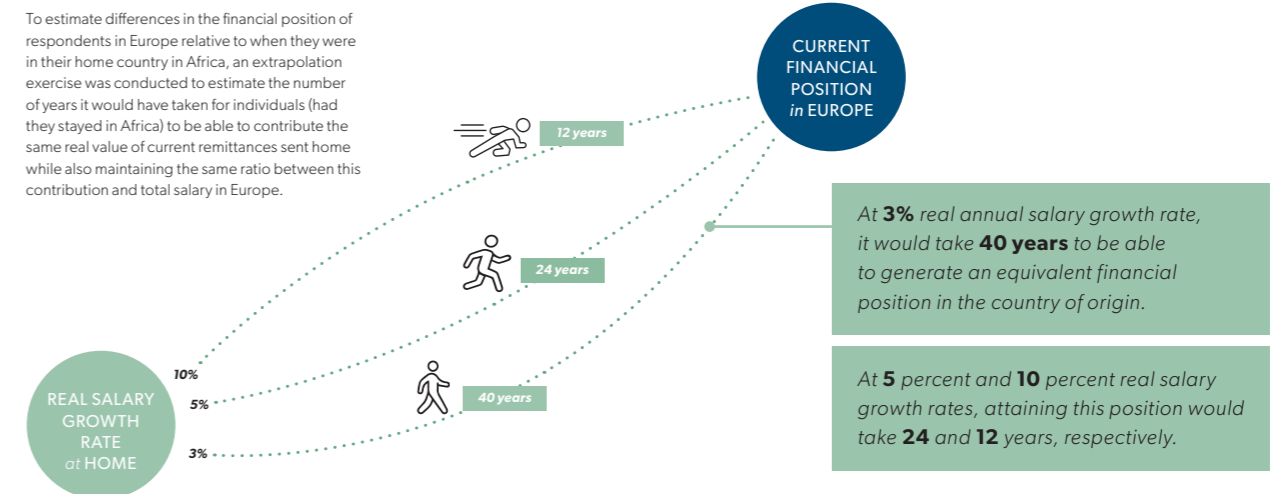 To estimate differences in the financial position of
respondents in Europe relative to when they were
in their home country in Africa, an extrapolation
exercise was conducted to estimate the number
of years it would have taken for individuals (had
they stayed in Africa) to be able to contribute the
same real value of current remittances sent home
while also maintaining the same ratio between this
contribution and total salary in Europe.
CURRENT
FINANCIAL
POSITION
in EUROPE
12 years
24 years
40 years
10%
5%
3%
REAL SALARY
GROWTH
RATE
at HOME
At 3% real annual salary growth rate,
it would take 40 years to be able
to generate an equivalent financial
position in the country of origin.
At 5 percent and 10 percent real salary
growth rates, attaining this position would
take 24 and 12 years, respectively.